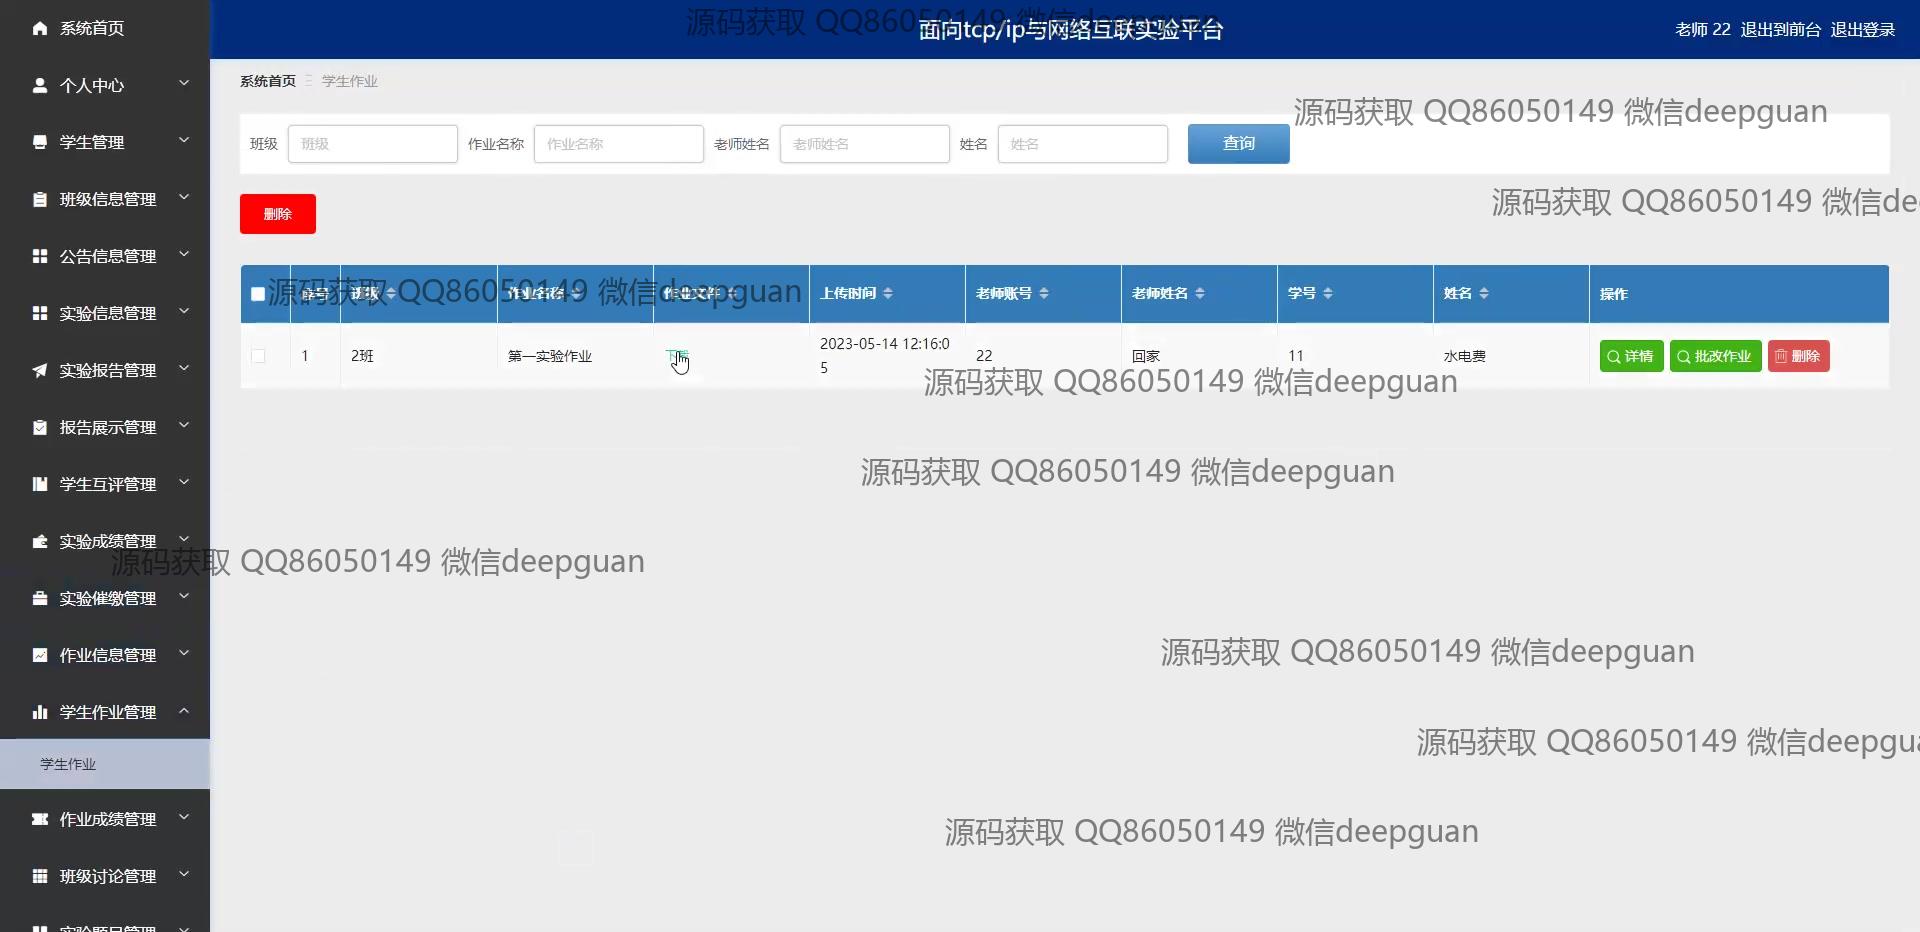 系统首页
个人中心
学生管理
班级信息管理
公告信息管理
实验信息管理
实验报告管理
报告展示管理
学生互评管理
实验成绩管理
实验催缴管理
作业信息管理
学生作业管理
学生作业
作业成绩管理
班级讨论管理
实验题目管理
面向tcp/ip与网络互联实验平台
老师 22 退出到前台 退出登录
源码获取 QQ86050149 微信deepguan
系统首页 学生作业
源码获取 QQ86050149 微信deepguan
班级 班级 作业名称 作业名称 老师姓名 老师姓名 姓名 姓名 查询
源码获取 QQ86050149 微信de
删除
源码获取 QQ86050149 微信deepguan
序号 班级 作业名称 作业文件 上传时间 老师账号 老师姓名 学号 姓名 操作
1 2班 第一实验作业 2023-05-14 12:16:0
5 22 回家 11 水电费 详情 批改作业 删除
源码获取 QQ86050149 微信deepguan
源码获取 QQ86050149 微信deepguan
源码获取 QQ86050149 微信deepguan
源码获取 QQ86050149 微信deepguan
源码获取 QQ86050149 微信deepgua
源码获取 QQ86050149 微信deepguan